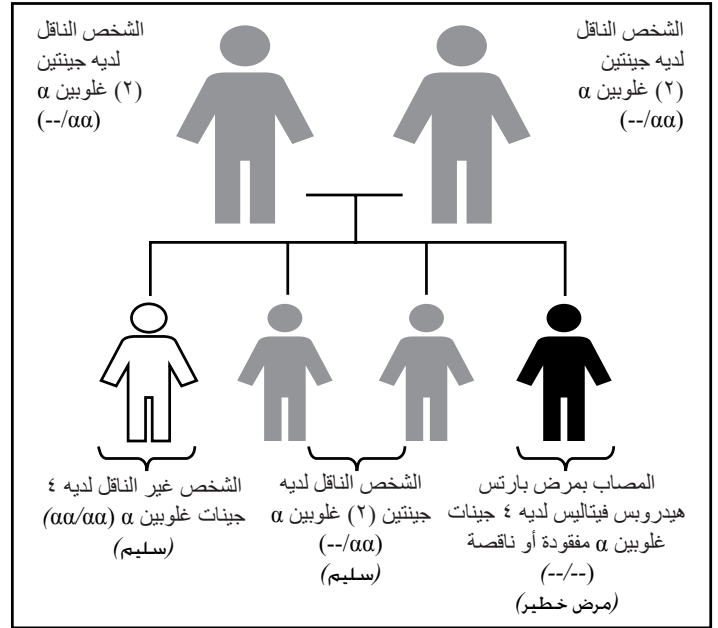 الشخص الناقل
لديه جينتين
(٢) غلوبين α
(--/αα)
الشخص الناقل
لديه جينتين
(٢) غلوبين α
(--/αα)
المصاب بمرض بارتس
هيدروبس فيتاليس لديه ٤ جينات
غلوبين α مفقودة أو ناقصة
(--/--)
(مرض خطير)
الشخص الناقل لديه
جينتين (٢) غلوبين α
(--/αα)
(سليم)
الشخص غير الناقل لديه ٤
جينات غلوبين α (αα/αα)
(سليم)